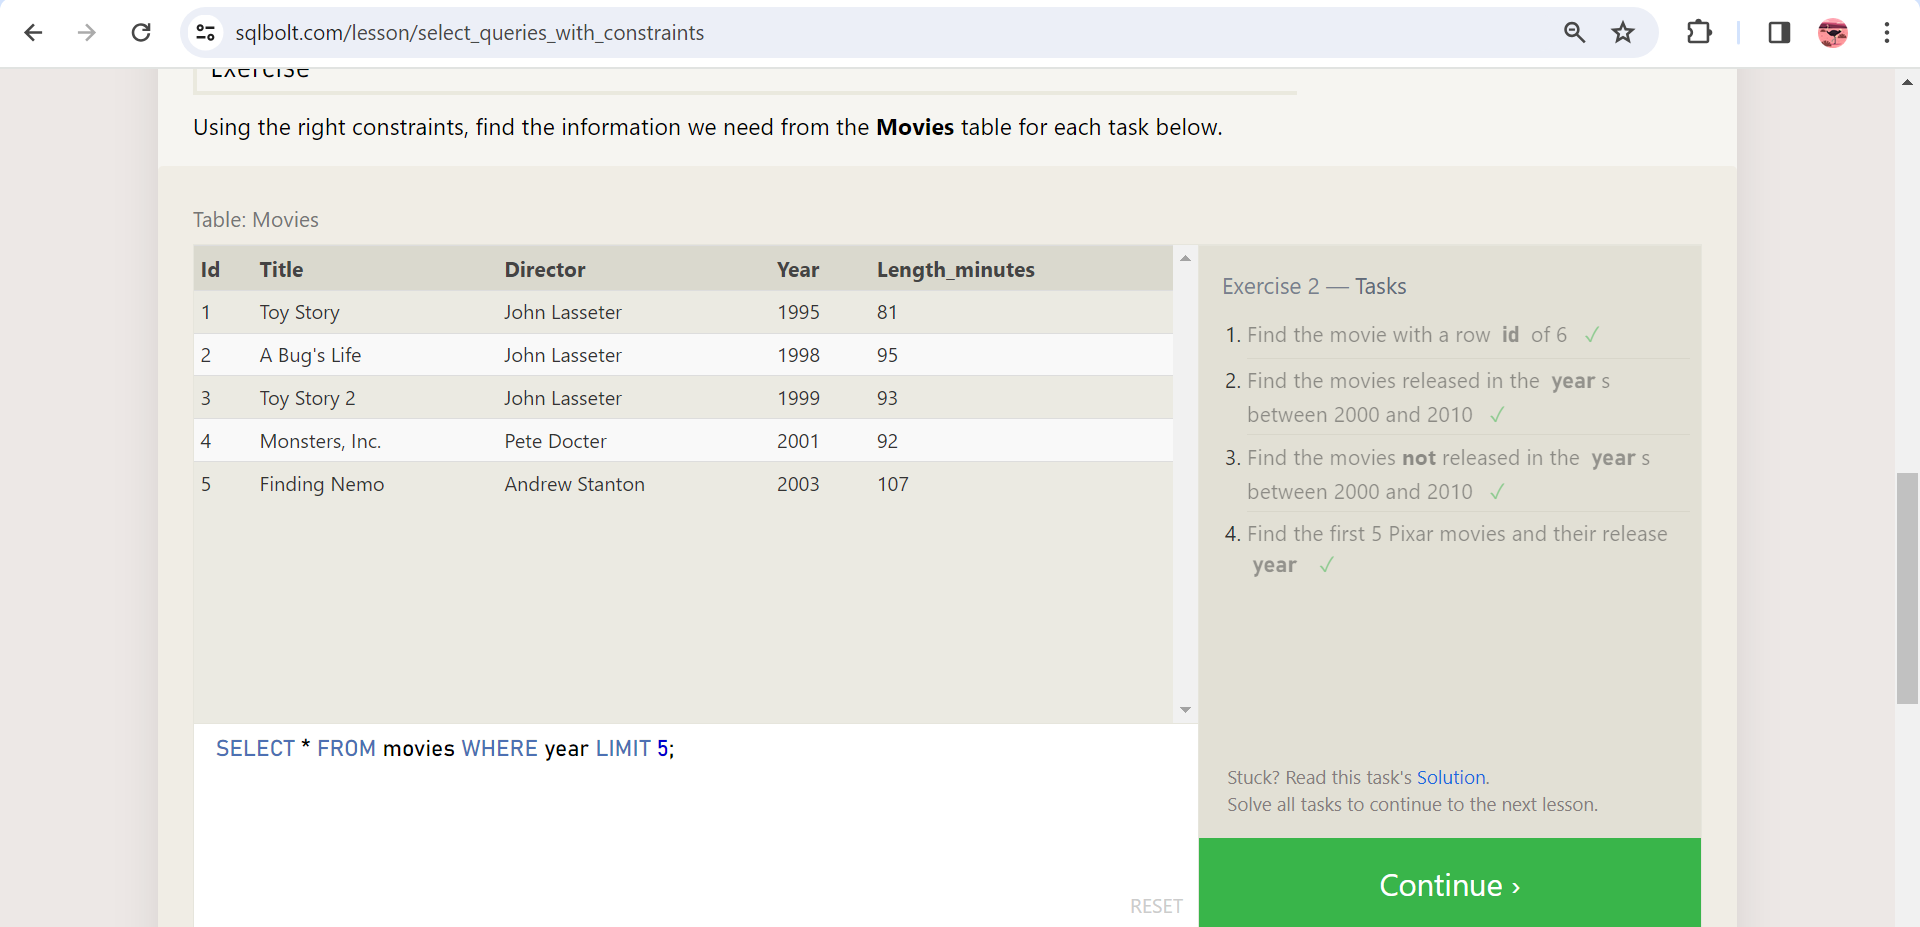 sqlbolt.com/lesson/select_queries_with_constraints
Exercise
Using the right constraints, find the information we need from the Movies table for each task below.
Table: Movies
Id Title Director Year Length_minutes
1 Toy Story John Lasseter 1995 81
2 A Bug's Life John Lasseter 1998 95
3 Toy Story 2 John Lasseter 1999 93
4 Monsters, Inc. Pete Docter 2001 92
5 Finding Nemo Andrew Stanton 2003 107
SELECT * FROM movies WHERE year LIMIT 5;
RESET
Exercise 2 — Tasks
1. Find the movie with a row id of 6 ✓
2. Find the movies released in the year s
between 2000 and 2010 ✓
3. Find the movies not released in the year s
between 2000 and 2010 ✓
4. Find the first 5 Pixar movies and their release
year ✓
Stuck? Read this task's Solution.
Solve all tasks to continue to the next lesson.
Continue ›